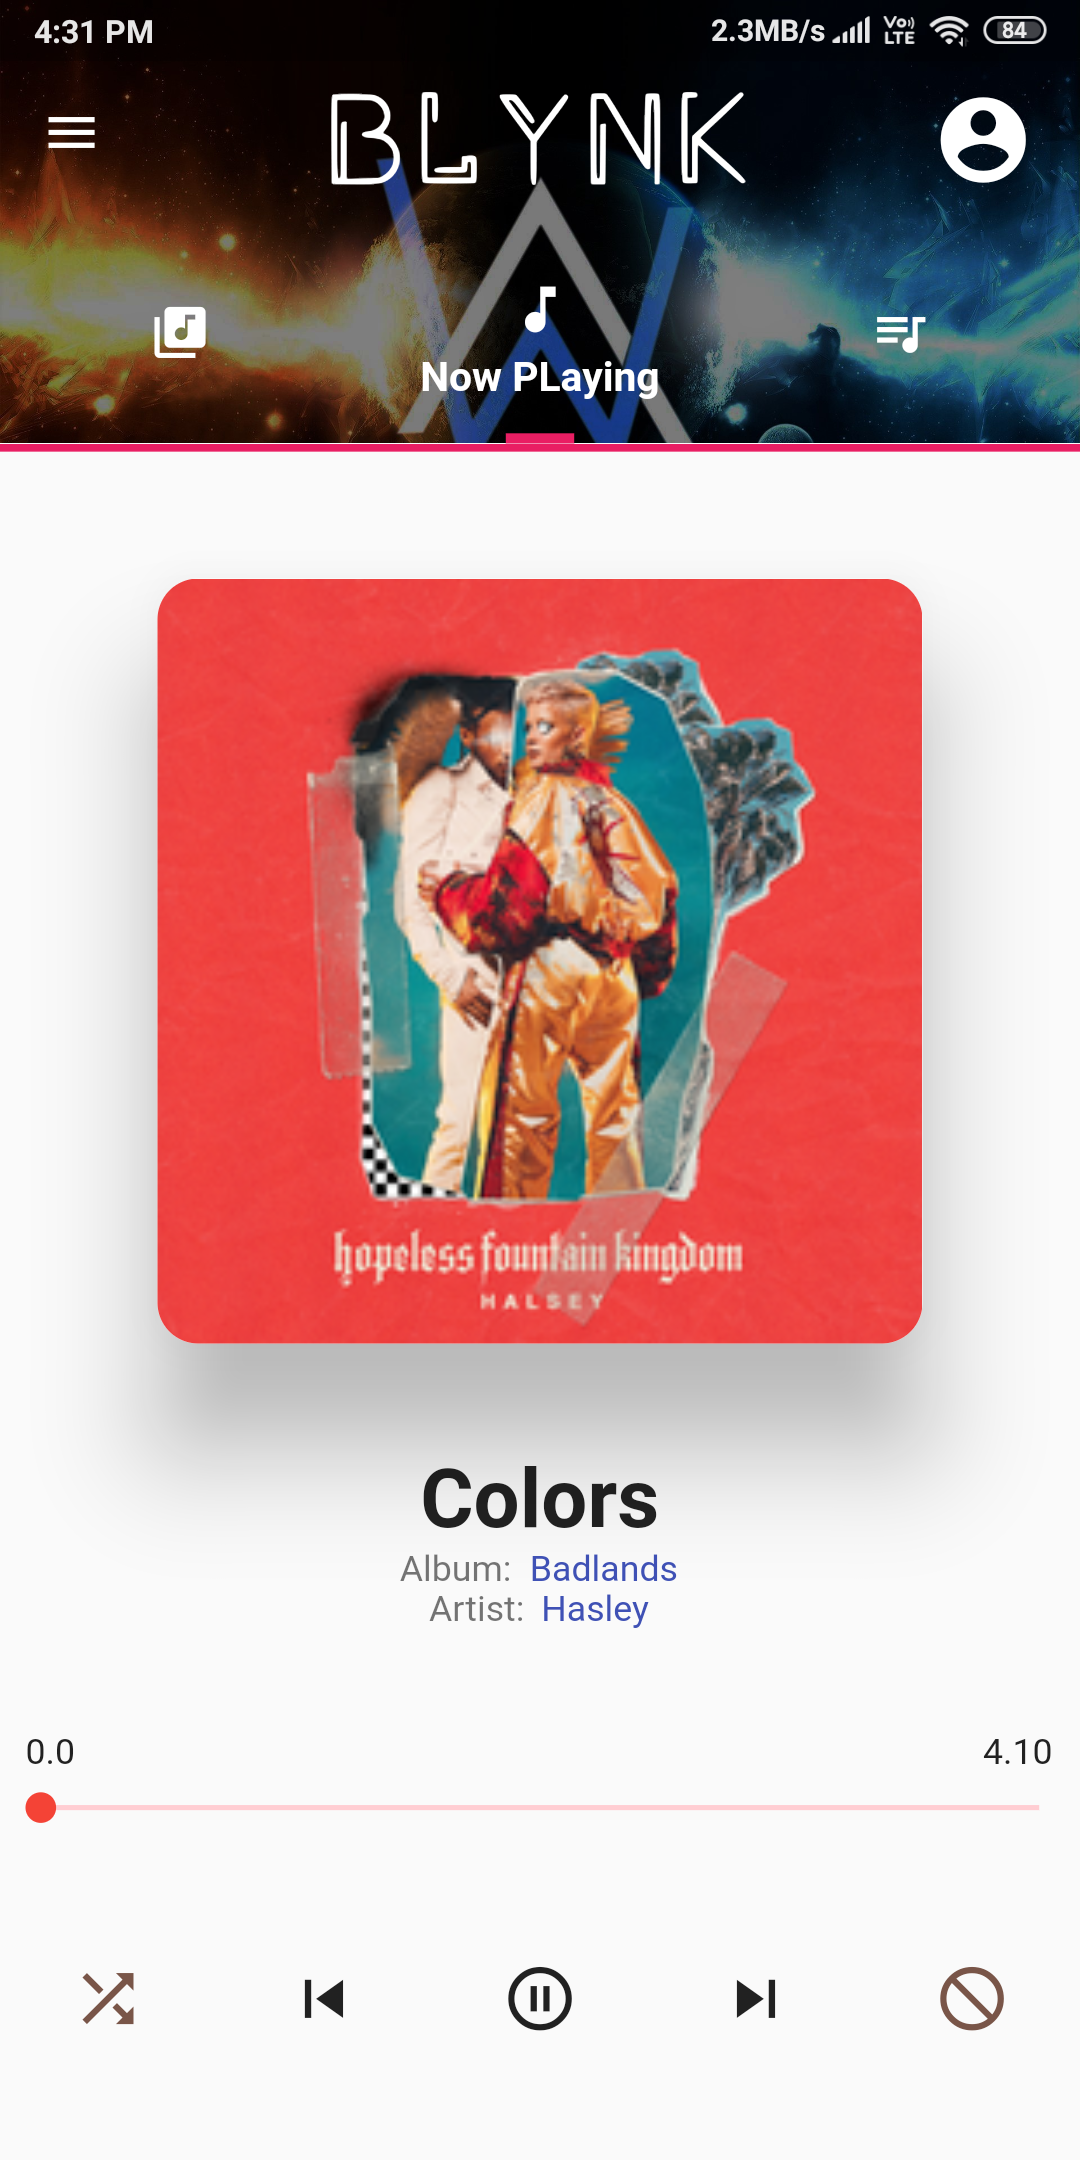 4:31 PM
2.3MB/s
Vo))
LTE
84
BLYNK
Now PLaying
hopeless fountain kingdom
HALSEY
Colors
Album: Badlands
Artist: Hasley
0.0
4.10